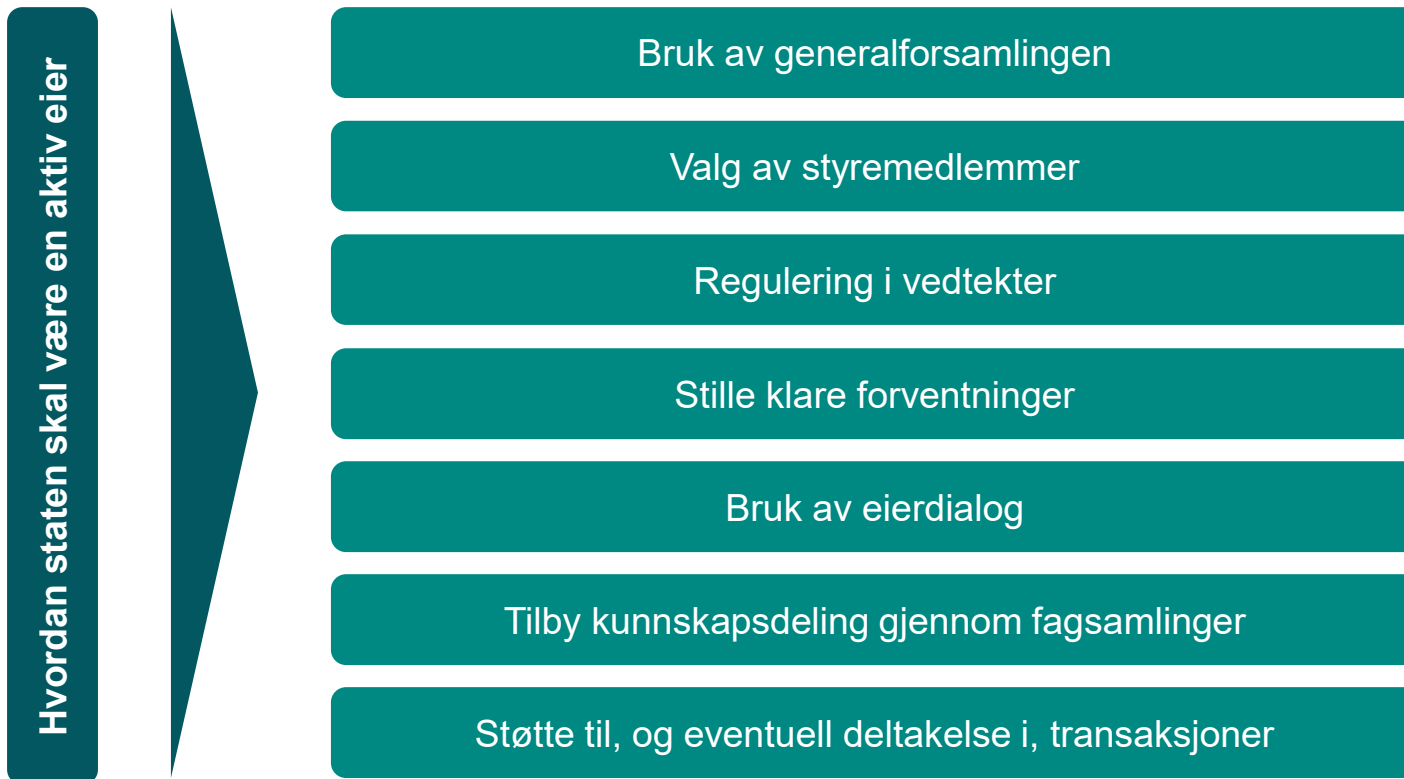 Hvordan staten skal være en aktiv eier
Bruk av generalforsamlingen
Valg av styremedlemmer
Regulering i vedtekter
Stille klare forventninger
Bruk av eierdialog
Tilby kunnskapsdeling gjennom fagsamlinger
Støtte til, og eventuell deltakelse i, transaksjoner